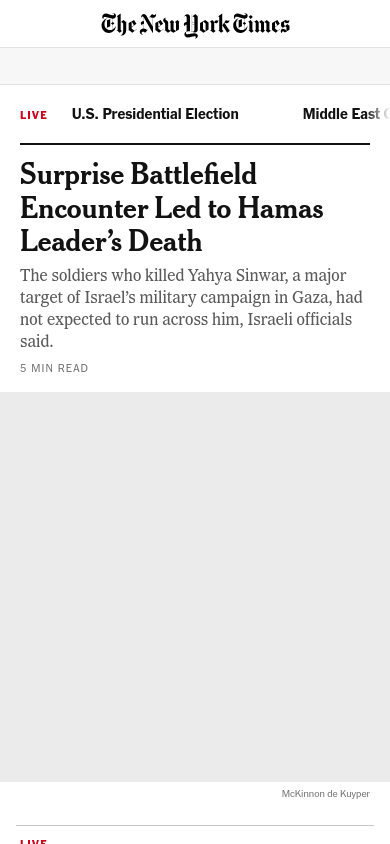 The New York Times
LIVE
U.S. Presidential Election
Middle East
Surprise Battlefield
Encounter Led to Hamas
Leader’s Death
The soldiers who killed Yahya Sinwar, a major
target of Israel’s military campaign in Gaza, had
not expected to run across him, Israeli officials
said.
5 MIN READ
McKinnon de Kuyper
LIVE